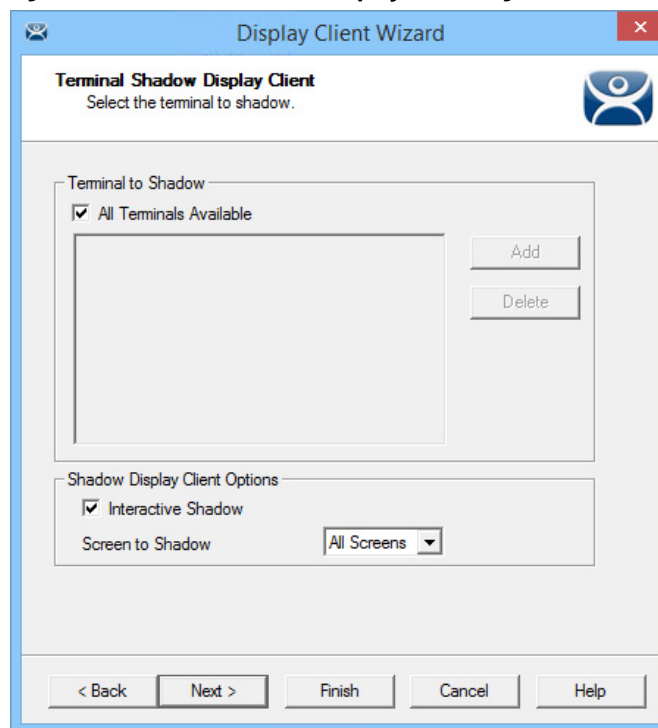 Display Client Wizard
Terminal Shadow Display Client
Select the terminal to shadow.
Terminal to Shadow
All Terminals Available
Add
Delete
Shadow Display Client Options
Interactive Shadow
Screen to Shadow All Screens
< Back Next > Finish Cancel Help